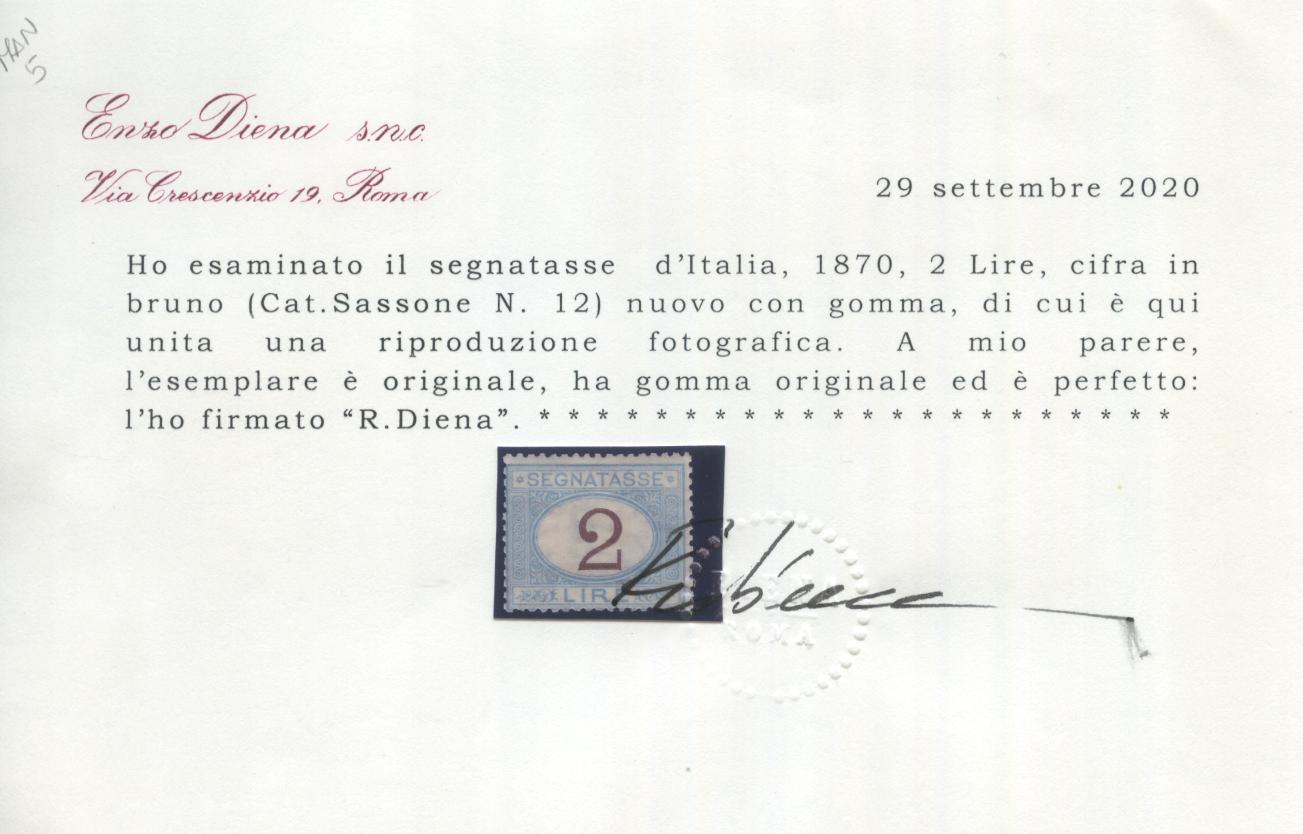 MAN
5
Enzo Diena s.n.c.
Via Crescenzio 19, Roma
29 settembre 2020
Ho esaminato il segnatasse d'Italia, 1870, 2 Lire, cifra in
bruno (Cat.Sassone N. 12) nuovo con gomma, di cui è qui
unita una riproduzione fotografica. A mio parere,
l'esemplare è originale, ha gomma originale ed è perfetto:
l'ho firmato “R.Diena”. * * * * * * * * * * * * * * * * * * * * * *
SEGNATASSE
2
LIRE
ROMA